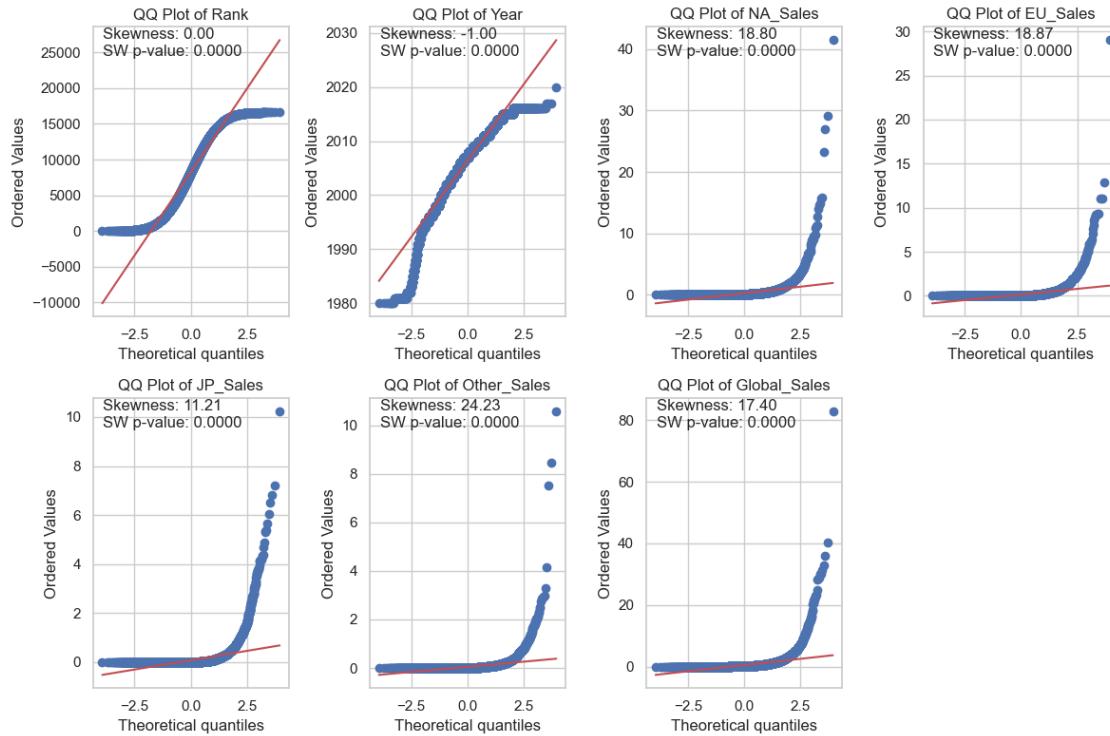 QQ Plot of Rank
Skewness: 0.00
SW p-value: 0.0000
25000
20000
15000
10000
5000
0
−5000
−10000
Ordered Values
−2.5
0.0
2.5
Theoretical quantiles
QQ Plot of Year
Skewness: -1.00
SW p-value: 0.0000
2030
2020
2010
2000
1990
1980
Ordered Values
−2.5
0.0
2.5
Theoretical quantiles
QQ Plot of NA_Sales
Skewness: 18.80
SW p-value: 0.0000
40
30
20
10
0
Ordered Values
−2.5
0.0
2.5
Theoretical quantiles
QQ Plot of EU_Sales
Skewness: 18.87
SW p-value: 0.0000
30
25
20
15
10
5
0
Ordered Values
−2.5
0.0
2.5
Theoretical quantiles
QQ Plot of JP_Sales
Skewness: 11.21
SW p-value: 0.0000
10
8
6
4
2
0
Ordered Values
−2.5
0.0
2.5
Theoretical quantiles
QQ Plot of Other_Sales
Skewness: 24.23
SW p-value: 0.0000
10
8
6
4
2
0
Ordered Values
−2.5
0.0
2.5
Theoretical quantiles
QQ Plot of Global_Sales
Skewness: 17.40
SW p-value: 0.0000
80
60
40
20
0
Ordered Values
−2.5
0.0
2.5
Theoretical quantiles